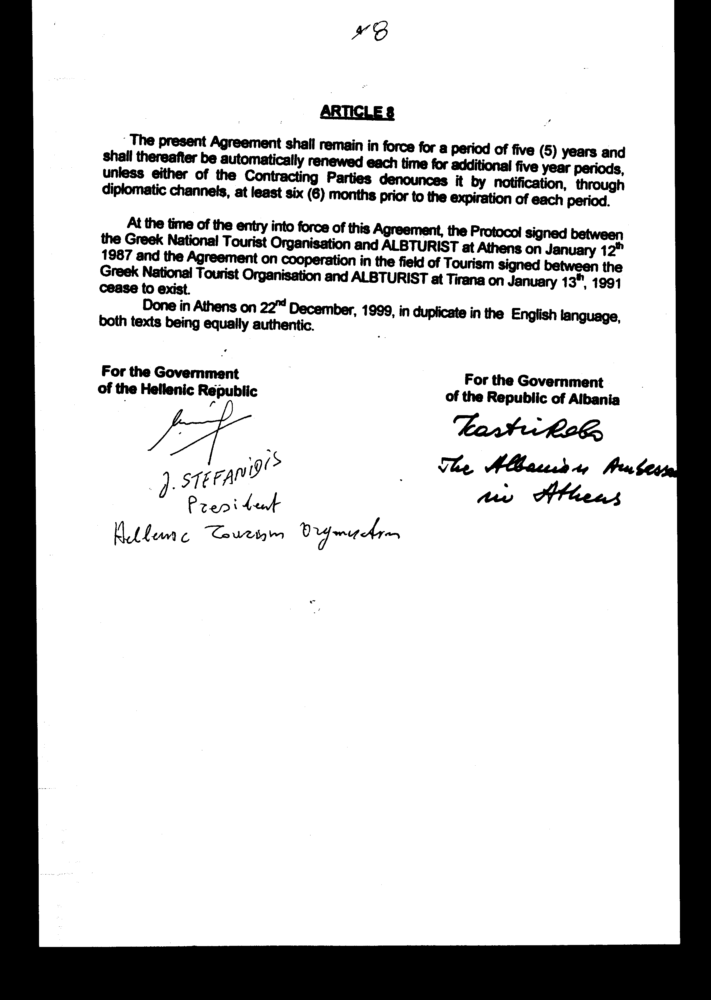 4 8
ARTICLE 8
The present Agreement shall remain in force for a period of five (5) years and
shall thereafter be automatically renewed each time for additional five year periods,
unless either of the Contracting Parties denounces it by notification, through
diplomatic channels, at least six (6) months prior to the expiration of each period.
At the time of the entry into force of this Agreement, the Protocol signed between
the Greek National Tourist Organisation and ALBTURIST at Athens on January 12th
1987 and the Agreement on cooperation in the field of Tourism signed between the
Greek National Tourist Organisation and ALBTURIST at Tirana on January 13th, 1991
cease to exist.
Done in Athens on 22nd December, 1999, in duplicate in the English language,
both texts being equally authentic.
For the Government
of the Hellenic Republic
J. STEFANIDIS
President
Hellenic Tourism Organization
For the Government
of the Republic of Albania
Kastri Robo
The Albanian Ambassa
in Athens